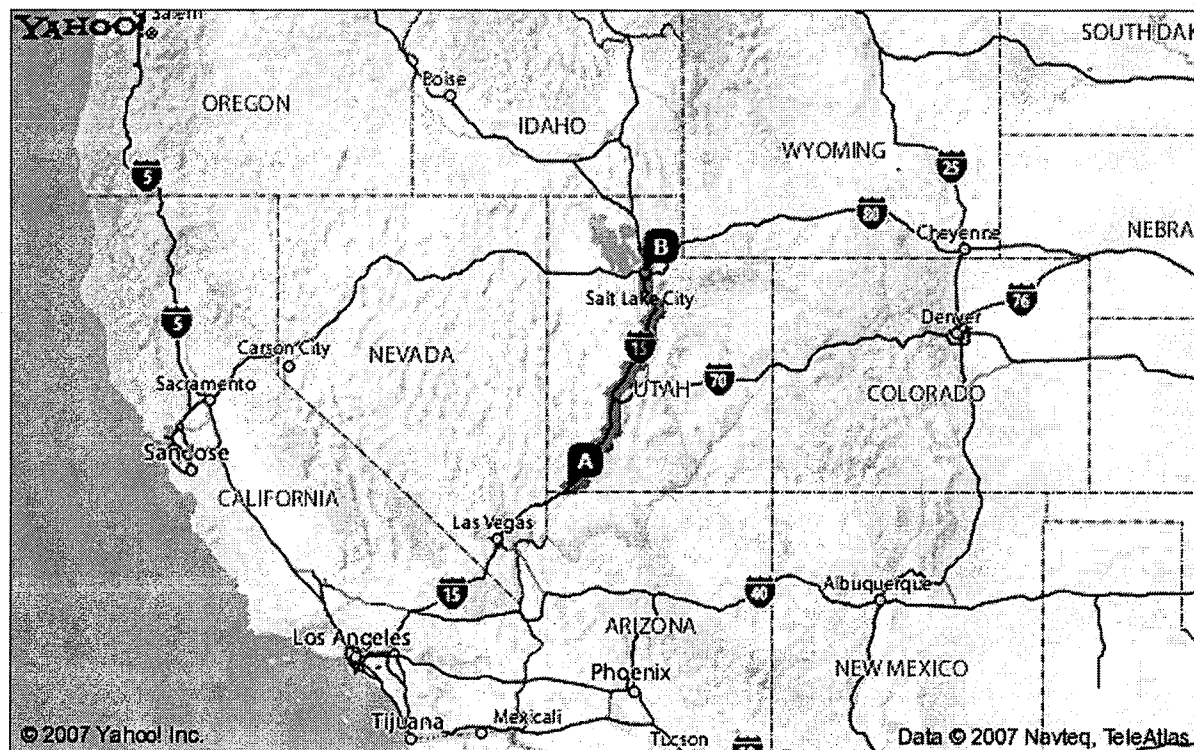 Salem
YAHOO!
SOUTH DAK
Boise
OREGON
IDAHO
WYOMING
5
25
80
Cheyenne
NEBRA
B
Salt Lake City
76
5
Denver
Carson City
NEVADA
15
Sacramento
UTAH
70
COLORADO
San Jose
A
CALIFORNIA
Las Vegas
15
40
Albuquerque
Los Angeles
ARIZONA
Phoenix
NEW MEXICO
Tijuana
Mexicali
Tucson
© 2007 Yahoo! Inc.
Data © 2007 Navteq, TeleAtlas